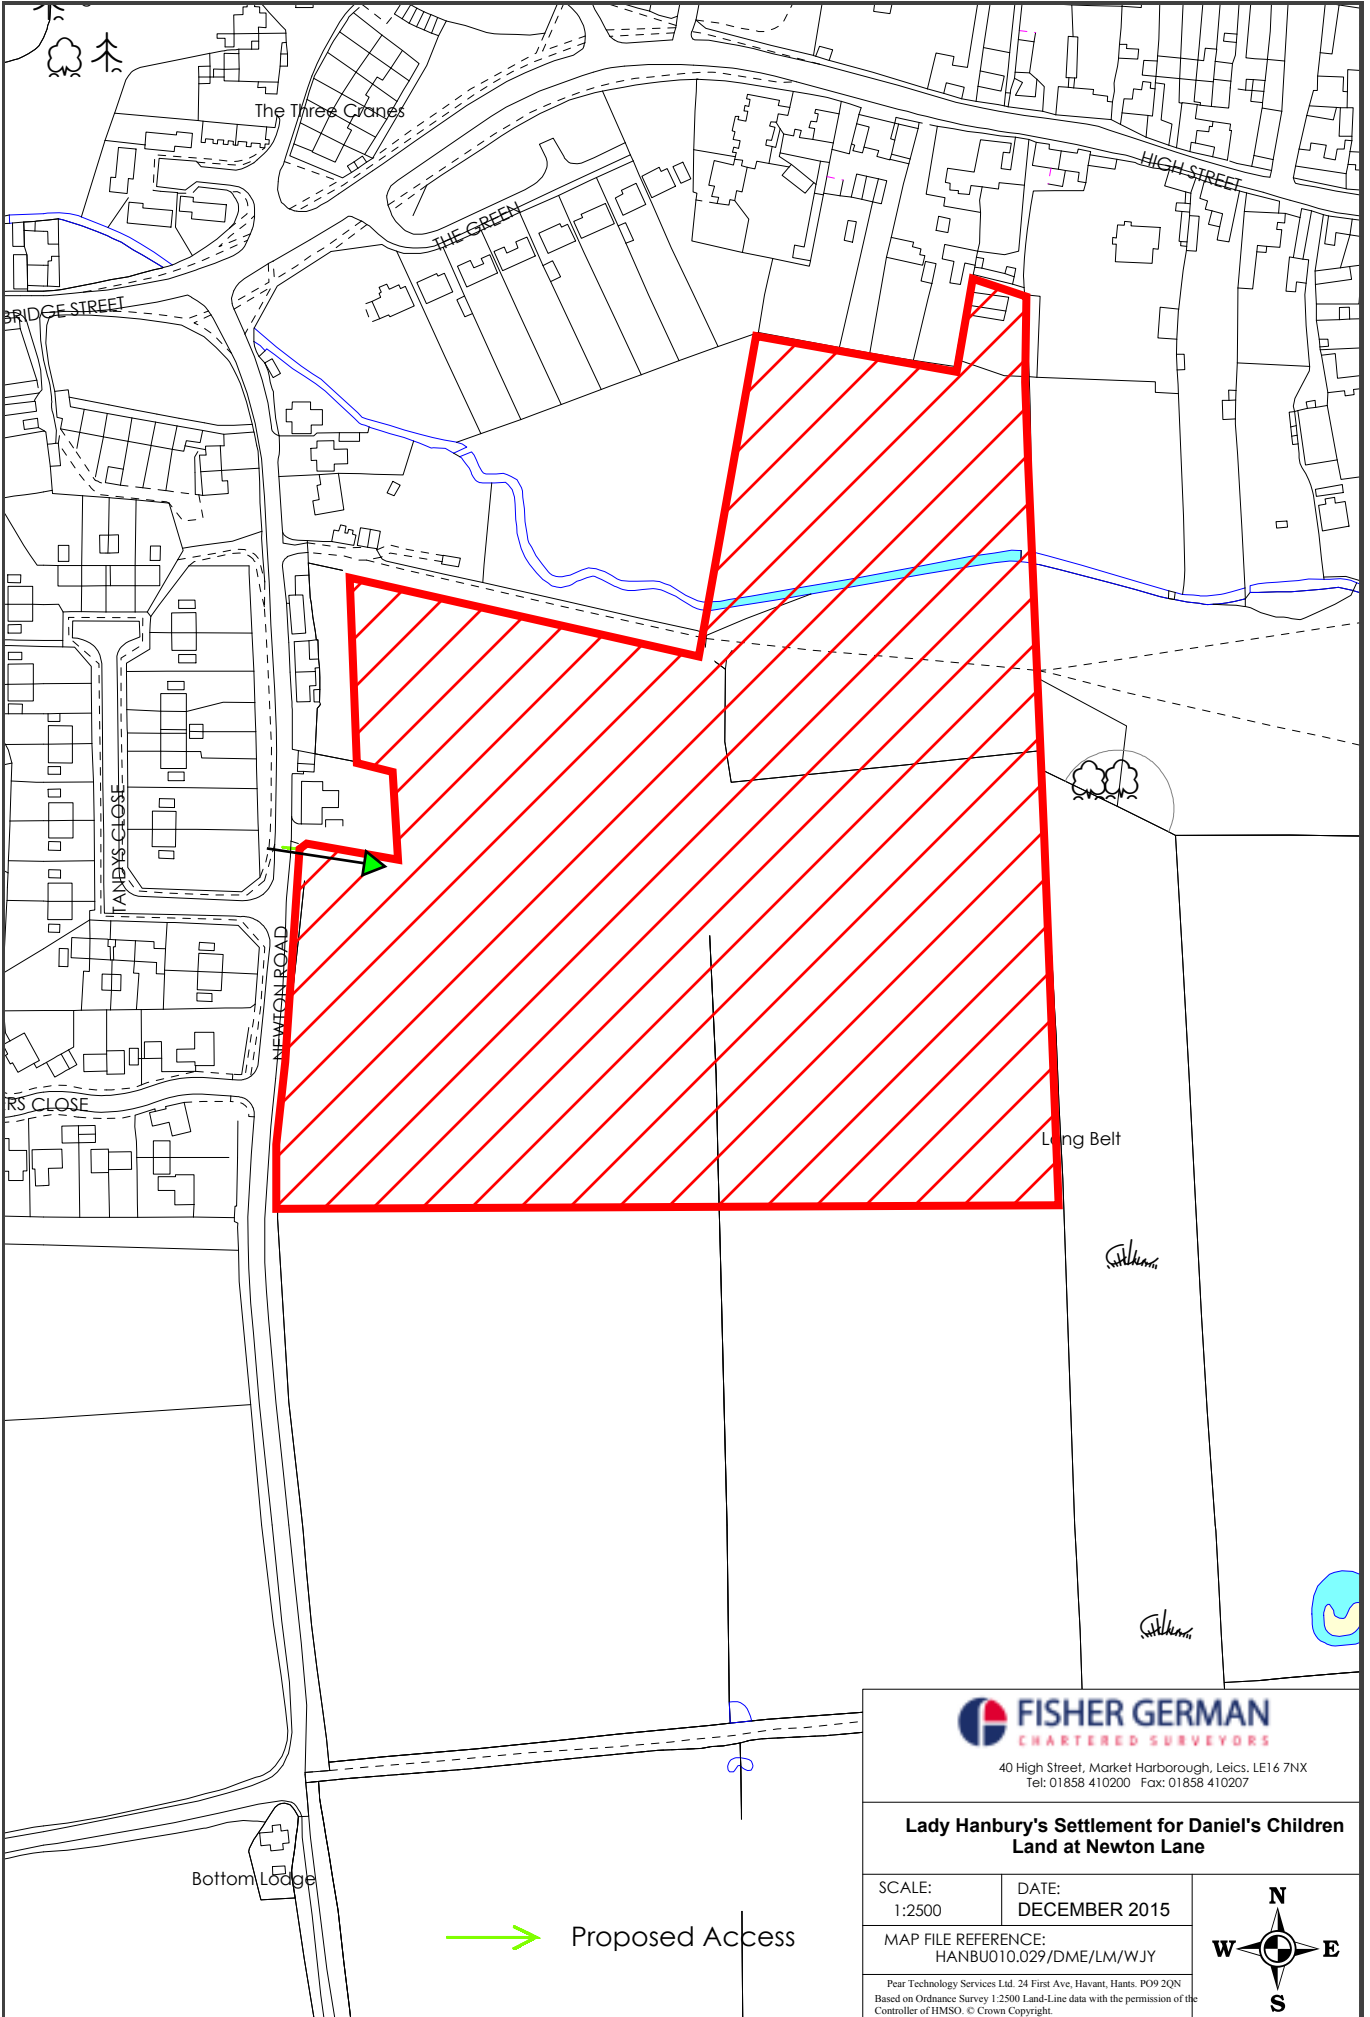 The Three Cranes
HIGH STREET
THE GREEN
BRIDGE STREET
TANDYS CLOSE
NEWTON ROAD
RS CLOSE
Long Belt
Bottom Lodge
Proposed Access
FISHER GERMAN
CHARTERED SURVEYORS
40 High Street, Market Harborough, Leics. LE16 7NX
Tel: 01858 410200 Fax: 01858 410207
Lady Hanbury's Settlement for Daniel's Children
Land at Newton Lane
SCALE:
1:2500
DATE:
DECEMBER 2015
MAP FILE REFERENCE:
HANBU010.029/DME/LM/WJY
Pear Technology Services Ltd. 24 First Ave, Havant, Hants. PO9 2QN
Based on Ordnance Survey 1:2500 Land-Line data with the permission of the
Controller of HMSO. © Crown Copyright.
N
W E
S